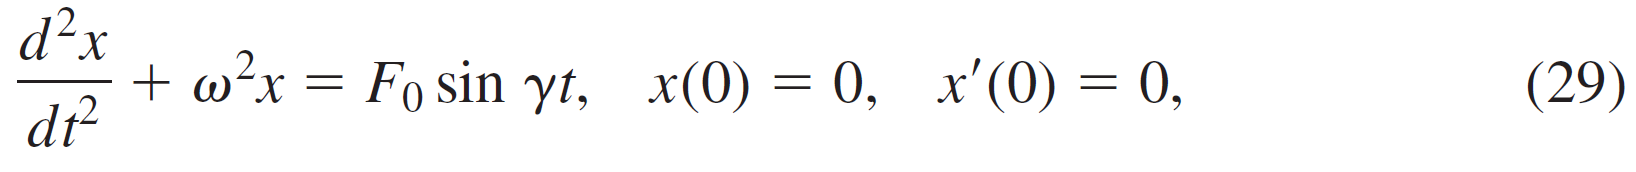 d²x/dt² + ω²x = F₀ sin γt, x(0) = 0, x′(0) = 0, (29)